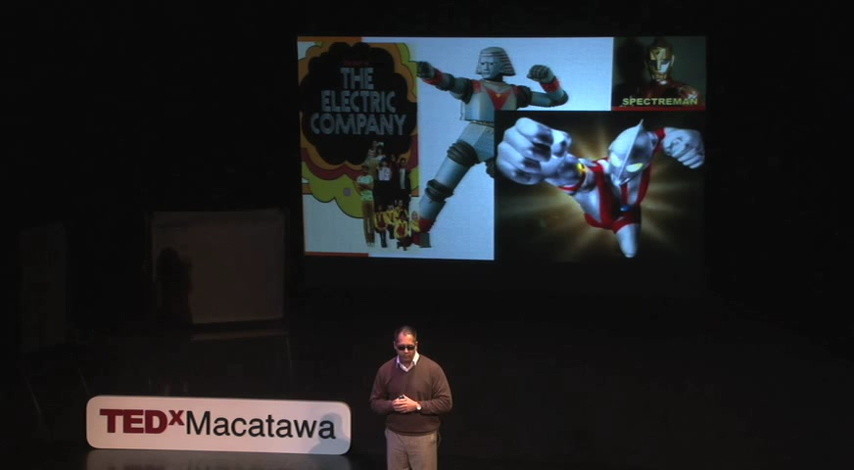 THE
ELECTRIC
COMPANY
SPECTREMAN
TEDxMacatawa